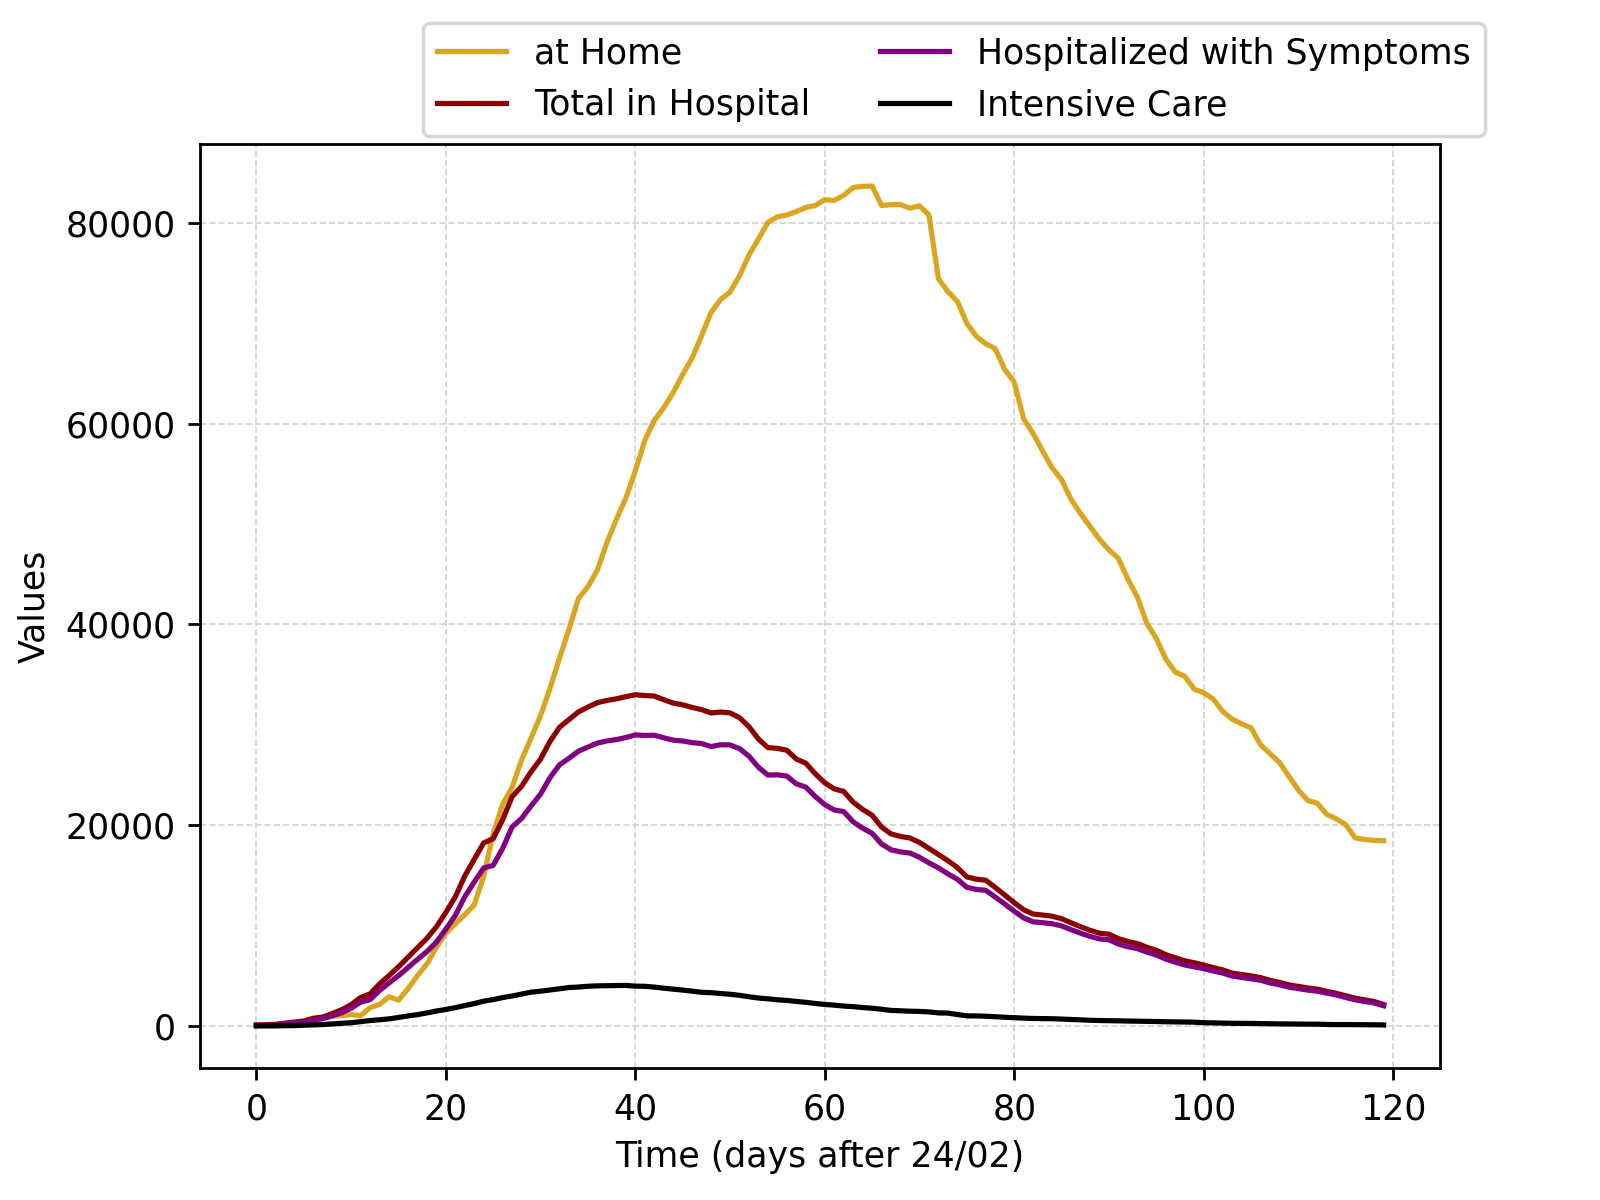 at Home
Total in Hospital
Hospitalized with Symptoms
Intensive Care
80000
60000
40000
20000
0
Values
0 20 40 60 80 100 120
Time (days after 24/02)